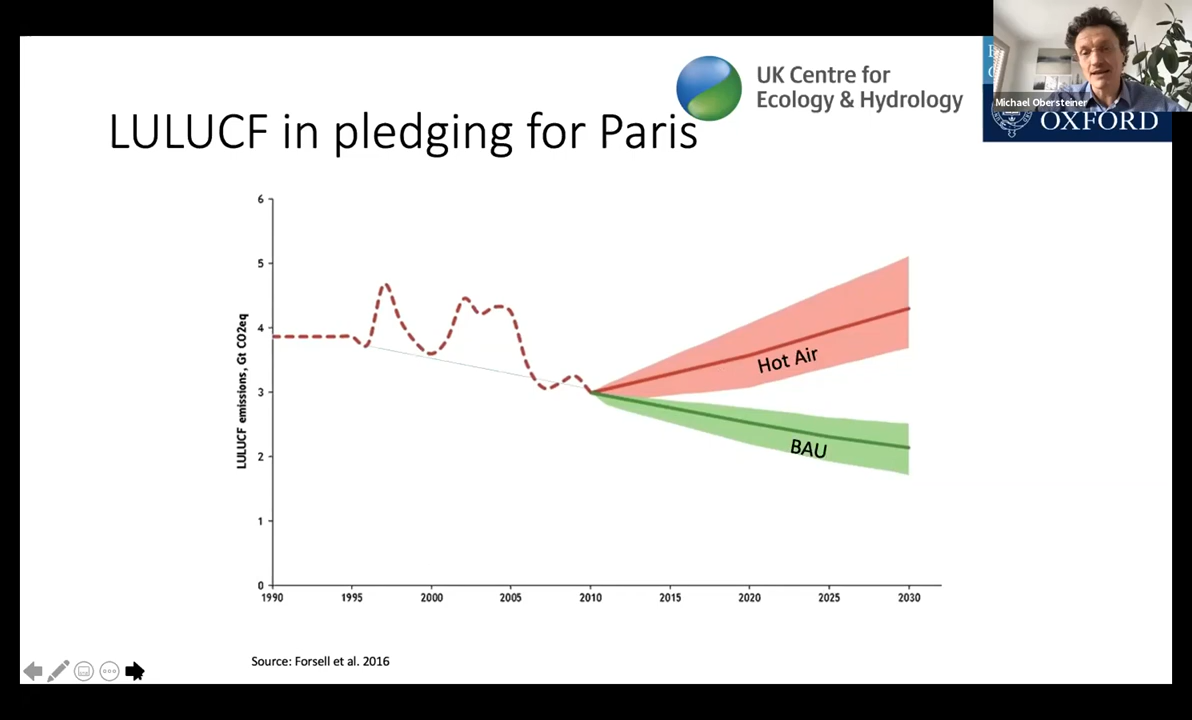 UK Centre for
Ecology & Hydrology
Michael Obersteiner
OXFORD
LULUCF in pledging for Paris
LULUCF emissions, Gt CO2eq
6
5
4
3
2
1
0
Hot Air
BAU
1990 1995 2000 2005 2010 2015 2020 2025 2030
Source: Forsell et al. 2016